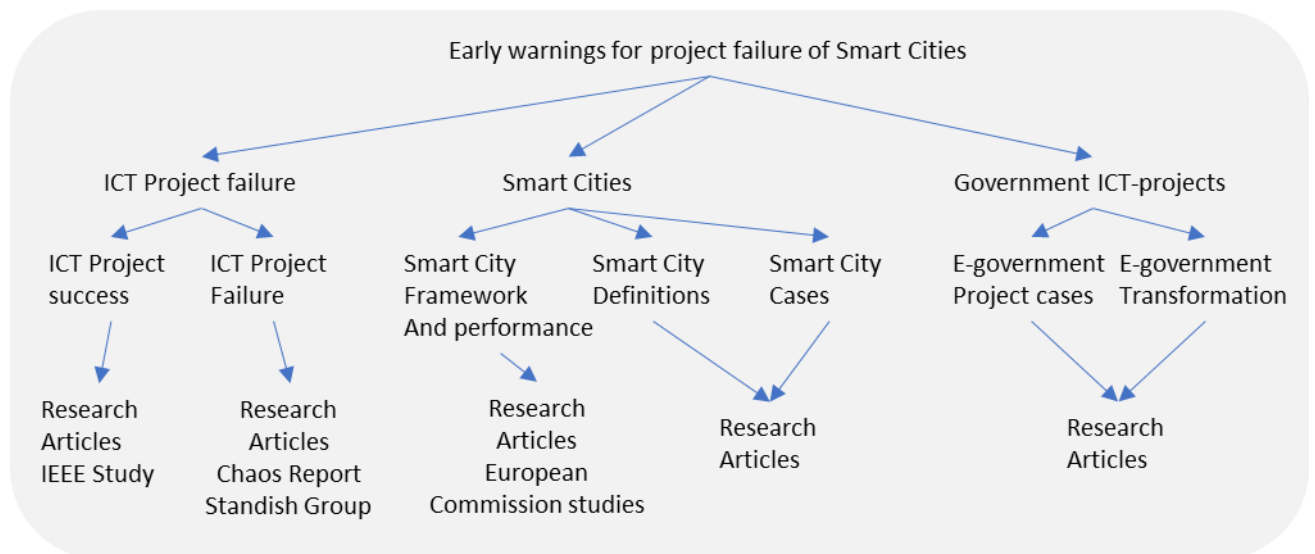 Early warnings for project failure of Smart Cities
ICT Project failure
Smart Cities
Government ICT-projects
ICT Project
success
ICT Project
Failure
Smart City
Framework
And performance
Smart City
Definitions
Smart City
Cases
E-government
Project cases
E-government
Transformation
Research
Articles
IEEE Study
Research
Articles
Chaos Report
Standish Group
Research
Articles
European
Commission studies
Research
Articles
Research
Articles